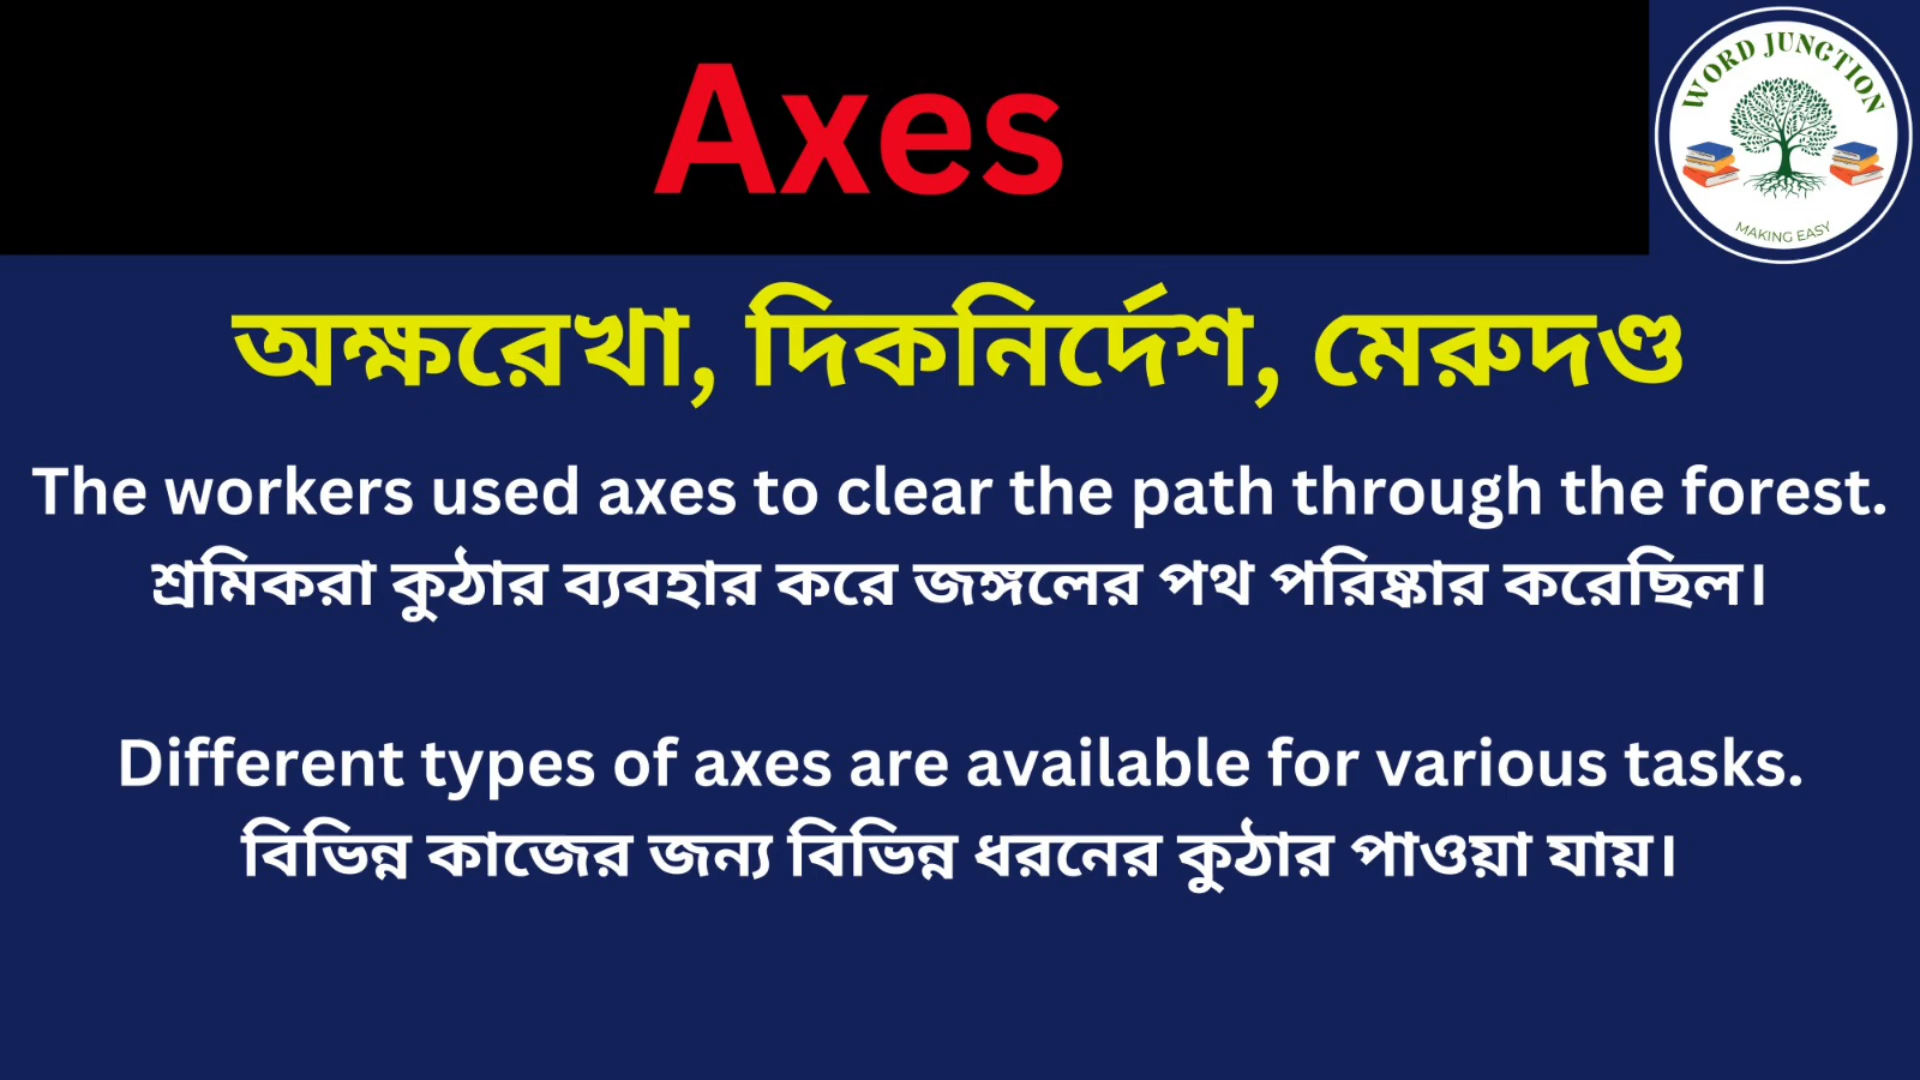 Axes
WORD JUNCTION
MAKING EASY
অক্ষরেখা, দিকনির্দেশ, মেরুদণ্ড
The workers used axes to clear the path through the forest.
শ্রমিকরা কুঠার ব্যবহার করে জঙ্গলের পথ পরিষ্কার করেছিল।
Different types of axes are available for various tasks.
বিভিন্ন কাজের জন্য বিভিন্ন ধরনের কুঠার পাওয়া যায়।